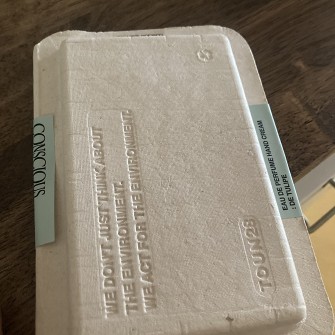 CONSCIOUS
WE DON'T JUST THINK ABOUT
THE ENVIRONMENT.
WE ACT FOR THE ENVIRONMENT.
TOUN28
EAU DE PERFUME HAND CREAM
: DE TULIPE